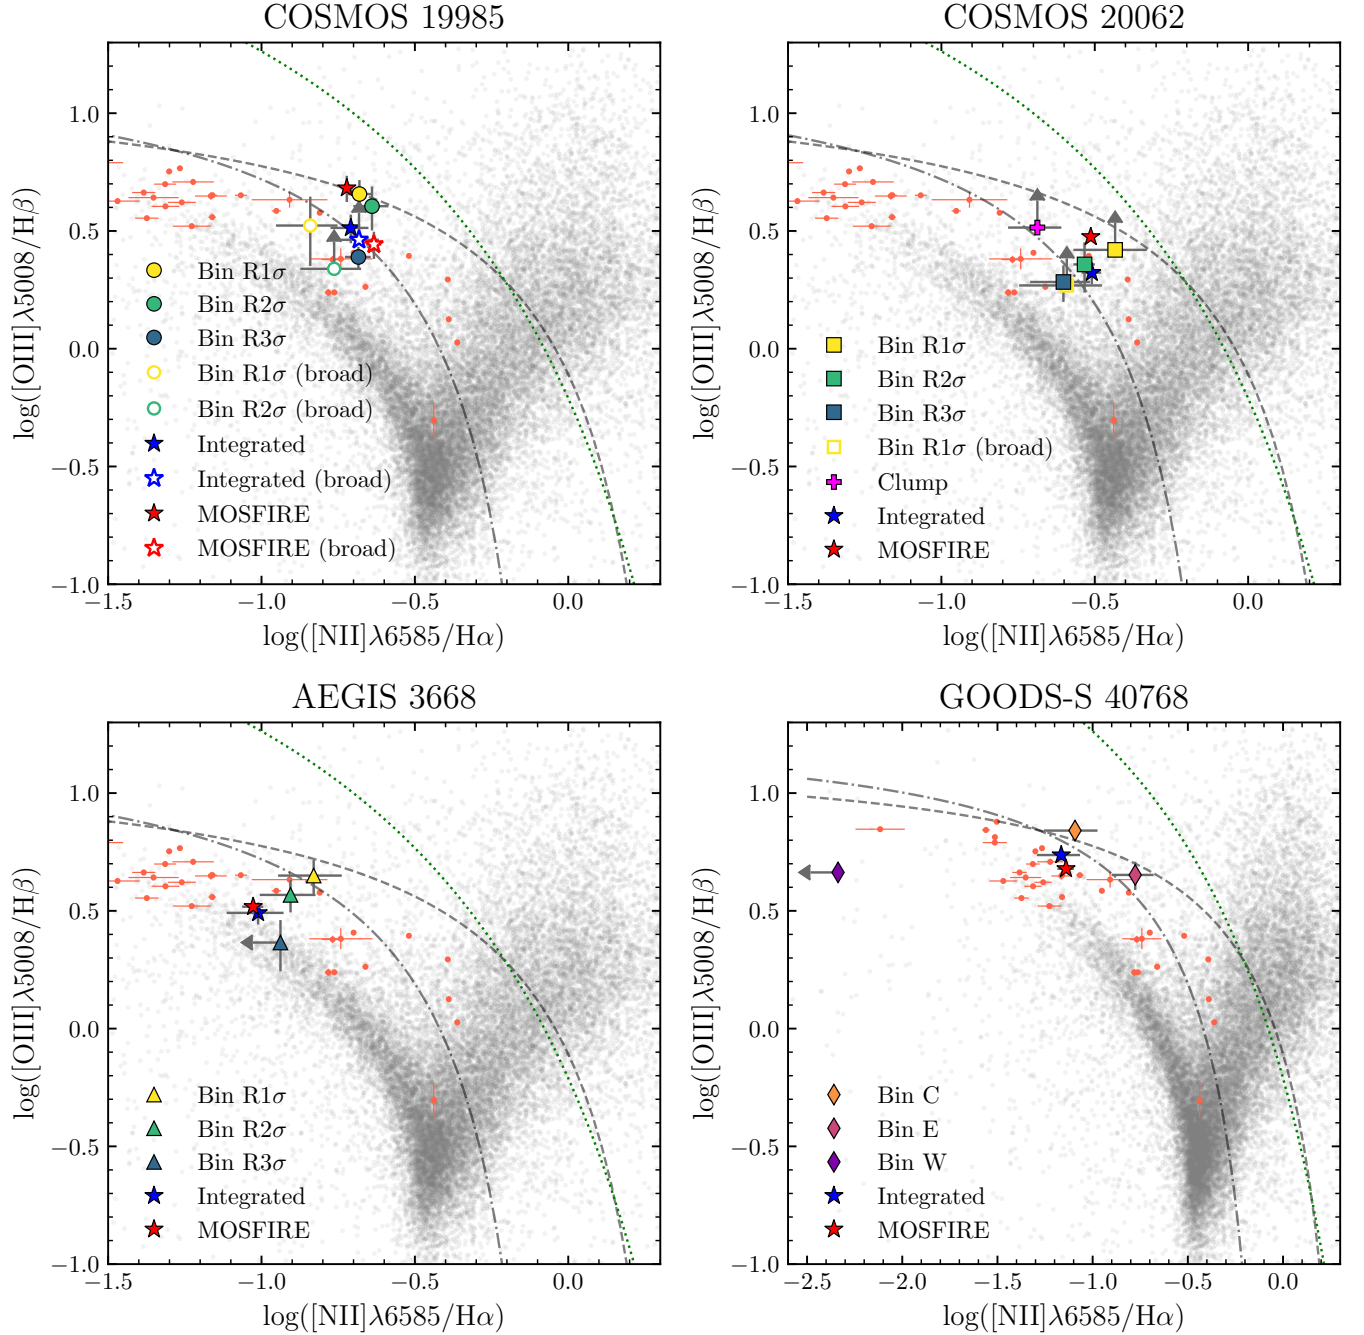 COSMOS 19985
log([OIII]λ5008/Hβ)
1.0
0.5
0.0
−0.5
−1.0
Bin R1σ
Bin R2σ
Bin R3σ
Bin R1σ (broad)
Bin R2σ (broad)
Integrated
Integrated (broad)
MOSFIRE
MOSFIRE (broad)
−1.5 −1.0 −0.5 0.0
log([NII]λ6585/Hα)
COSMOS 20062
log([OIII]λ5008/Hβ)
1.0
0.5
0.0
−0.5
−1.0
Bin R1σ
Bin R2σ
Bin R3σ
Bin R1σ (broad)
Clump
Integrated
MOSFIRE
−1.5 −1.0 −0.5 0.0
log([NII]λ6585/Hα)
AEGIS 3668
log([OIII]λ5008/Hβ)
1.0
0.5
0.0
−0.5
−1.0
Bin R1σ
Bin R2σ
Bin R3σ
Integrated
MOSFIRE
−1.5 −1.0 −0.5 0.0
log([NII]λ6585/Hα)
GOODS-S 40768
log([OIII]λ5008/Hβ)
1.0
0.5
0.0
−0.5
−1.0
Bin C
Bin E
Bin W
Integrated
MOSFIRE
−2.5 −2.0 −1.5 −1.0 −0.5 0.0
log([NII]λ6585/Hα)